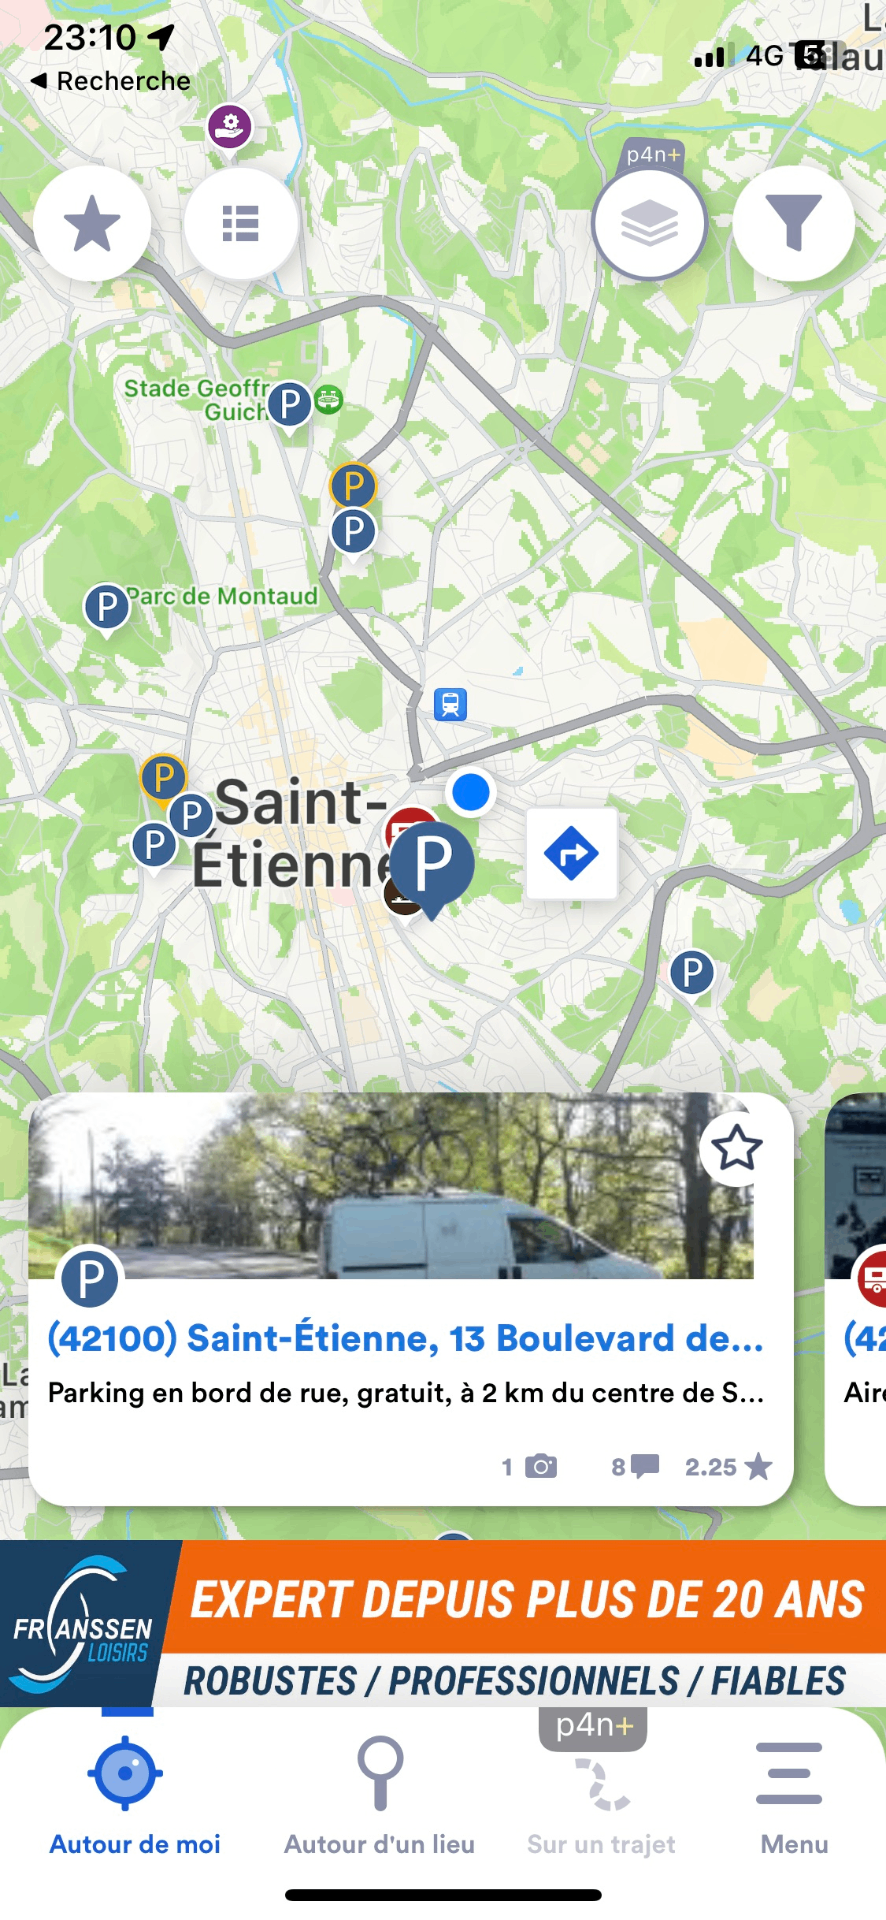 23:10
4G
5
Recherche
p4n+
Stade Geoffr
Guich
P
P
P
Parc de Montaud
P
P
P
P
Saint-
Étienne
P
P
P
(42100) Saint-Étienne, 13 Boulevard de...
(42
Parking en bord de rue, gratuit, à 2 km du centre de S...
Aire
1
8
2.25
FRANSSEN
LOISIRS
EXPERT DEPUIS PLUS DE 20 ANS
ROBUSTES / PROFESSIONNELS / FIABLES
p4n+
Autour de moi
Autour d'un lieu
Sur un trajet
Menu